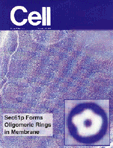 Cell
Sec61p Forms
Oligomeric Rings
in Membrane